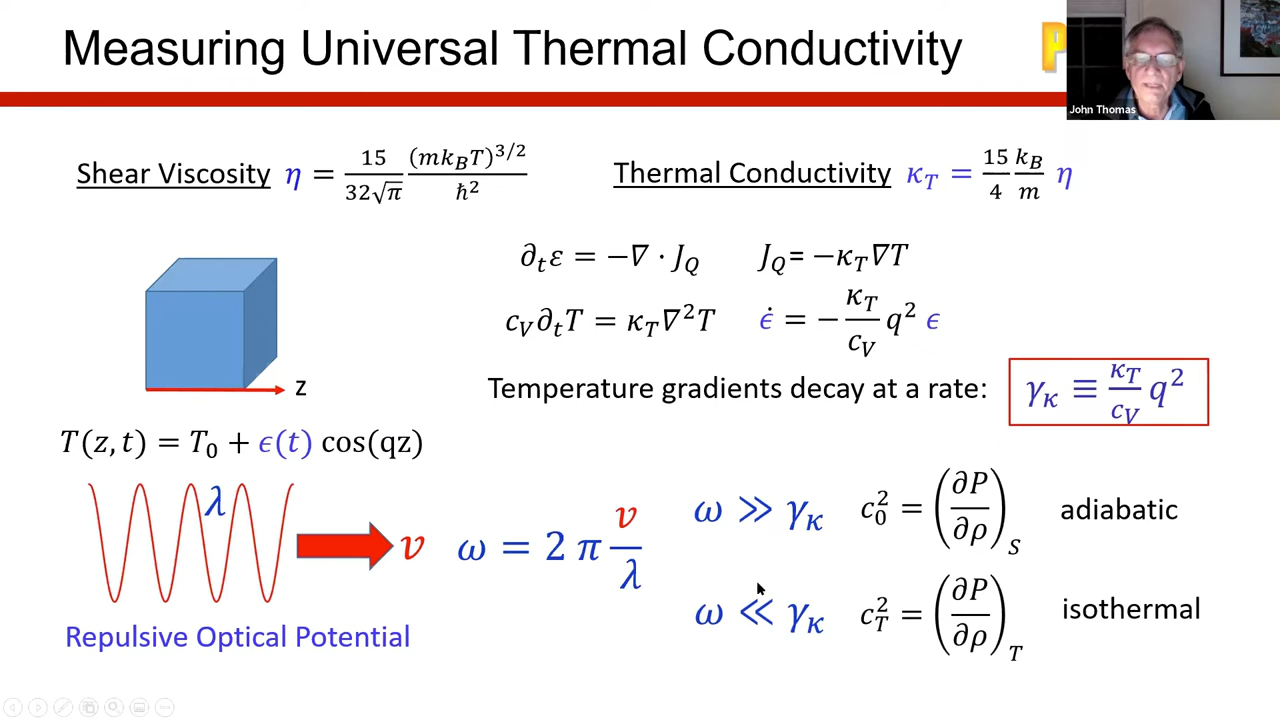 Measuring Universal Thermal Conductivity
P
John Thomas
Shear Viscosity η = 15/(32√π) (mk_BT)^{3/2}/ħ²
Thermal Conductivity κ_T = 15/4 k_B/m η
∂_tε = −∇ · J_Q
J_Q= −κ_T∇T
c_V∂_tT = κ_T∇²T
ϵ̇ = − κ_T/c_V q² ϵ
z
Temperature gradients decay at a rate: γ_κ ≡ κ_T/c_V q²
T(z, t) = T_0 + ϵ(t) cos(qz)
λ
v
ω = 2 π v/λ
ω ≫ γ_κ c_0² = (∂P/∂ρ)_S adiabatic
ω ≪ γ_κ c_T² = (∂P/∂ρ)_T isothermal
Repulsive Optical Potential